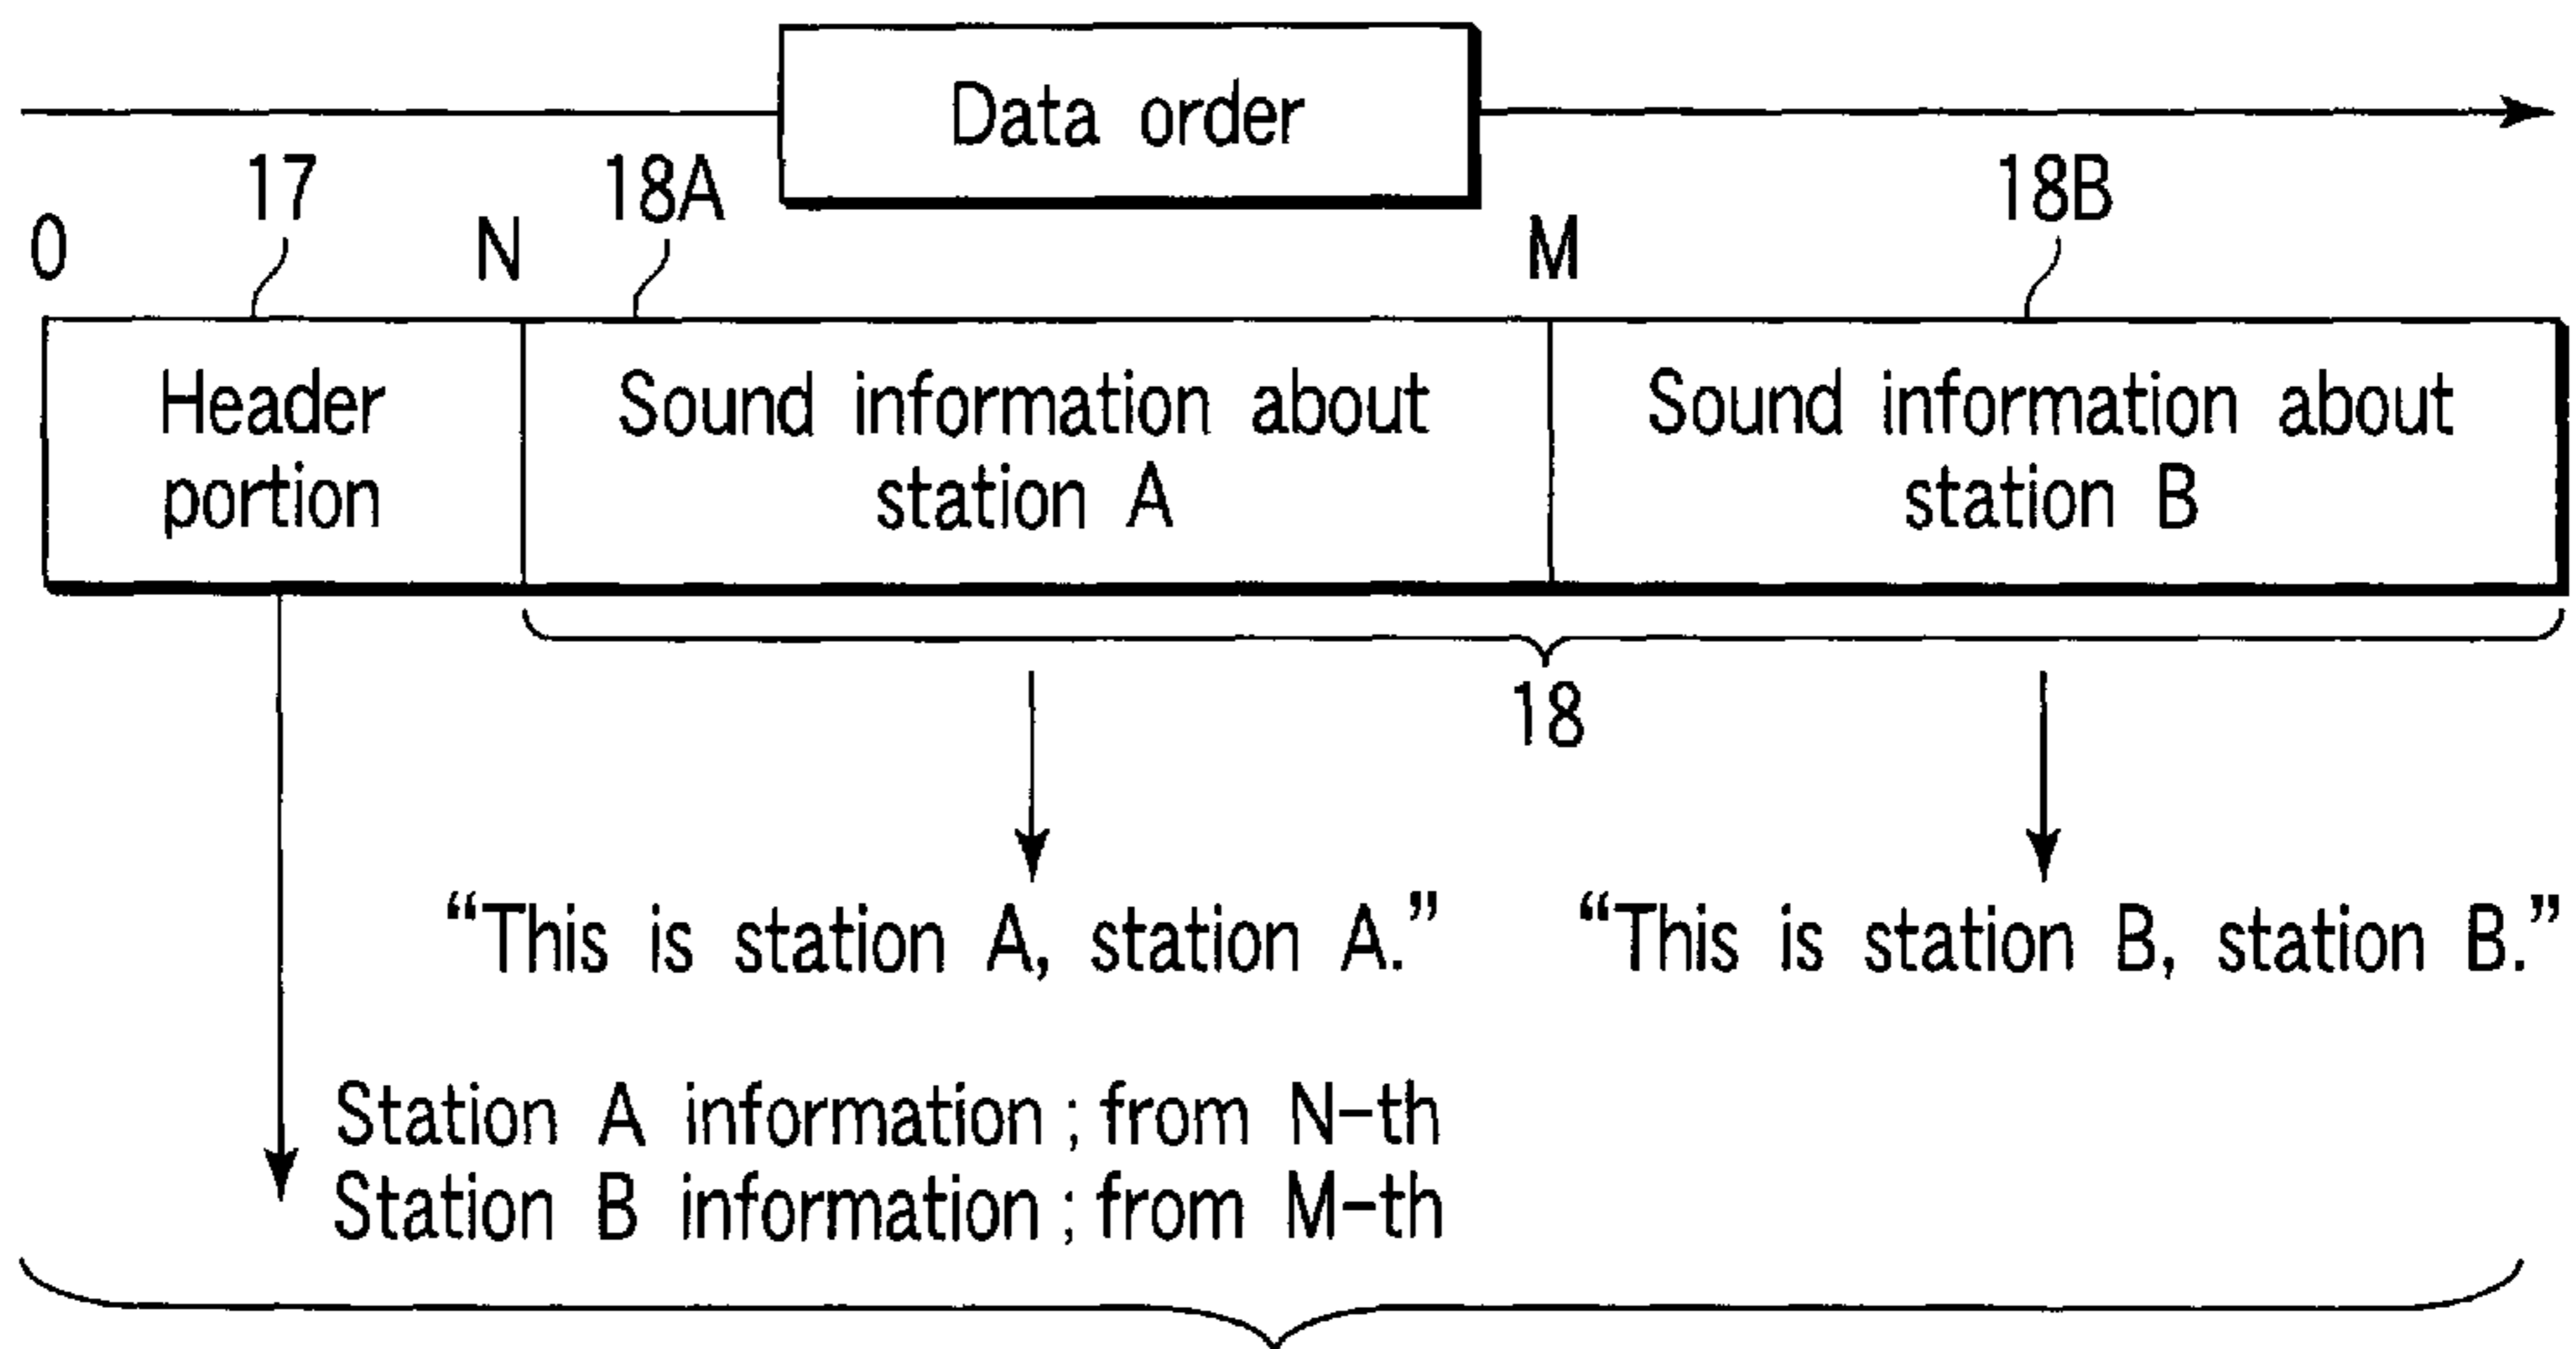 Data order
17
18A
18B
0
N
M
Header portion
Sound information about station A
Sound information about station B
18
“This is station A, station A.”
“This is station B, station B.”
Station A information ; from N-th
Station B information ; from M-th